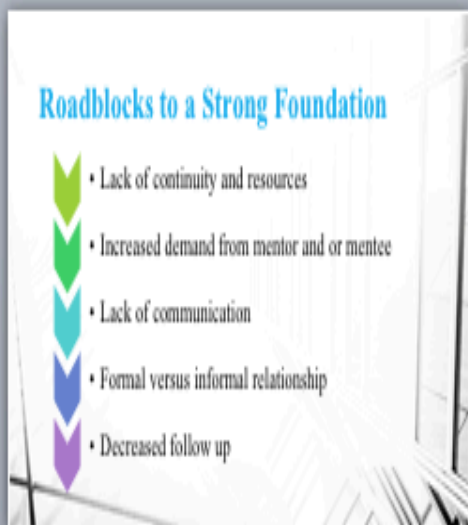 Roadblocks to a Strong Foundation
• Lack of continuity and resources
• Increased demand from mentor and or mentee
• Lack of communication
• Formal versus informal relationship
• Decreased follow up